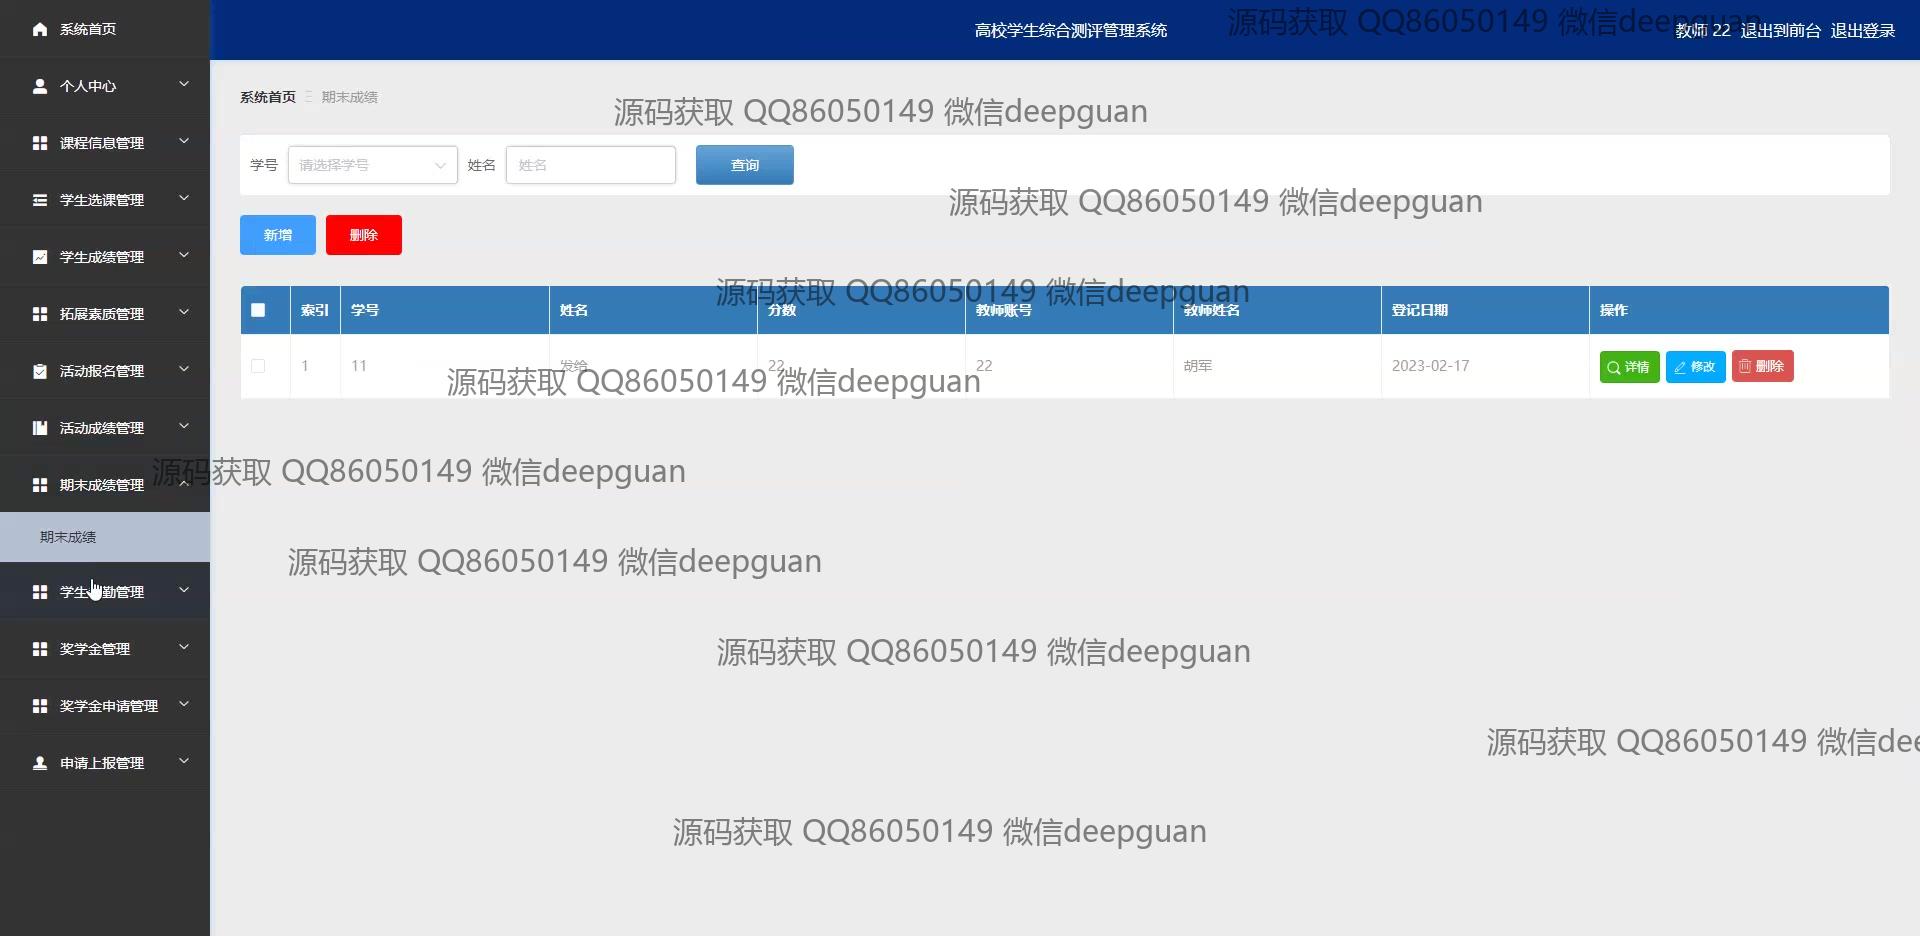 高校学生综合测评管理系统
教师 22 退出到前台 退出登录
源码获取 QQ86050149 微信deepguan
系统首页
个人中心
课程信息管理
学生选课管理
学生成绩管理
拓展素质管理
活动报名管理
活动成绩管理
期末成绩管理
期末成绩
学生 勤管理
奖学金管理
奖学金申请管理
申请上报管理
系统首页 期末成绩
源码获取 QQ86050149 微信deepguan
学号 请选择学号 姓名 姓名 查询
源码获取 QQ86050149 微信deepguan
新增 删除
源码获取 QQ86050149 微信deepguan
索引 学号 姓名 分数 教师账号 教师姓名 登记日期 操作
1 11 发给 22 22 胡军 2023-02-17 详情 修改 删除
源码获取 QQ86050149 微信deepguan
源码获取 QQ86050149 微信deepguan
源码获取 QQ86050149 微信deepguan
源码获取 QQ86050149 微信deepguan
源码获取 QQ86050149 微信dee
源码获取 QQ86050149 微信deepguan